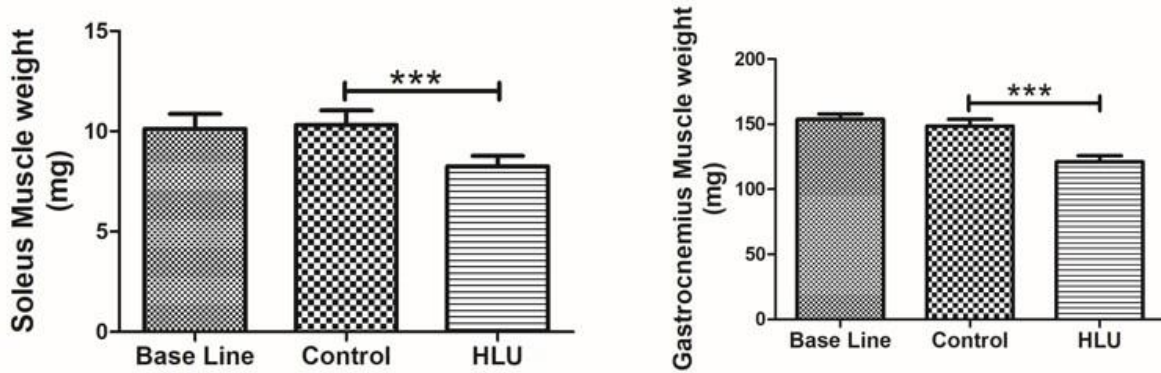 Soleus Muscle weight
(mg)
15
10
5
0
***
Base Line Control HLU
Gastrocnemius Muscle weight
(mg)
200
150
100
50
0
***
Base Line Control HLU